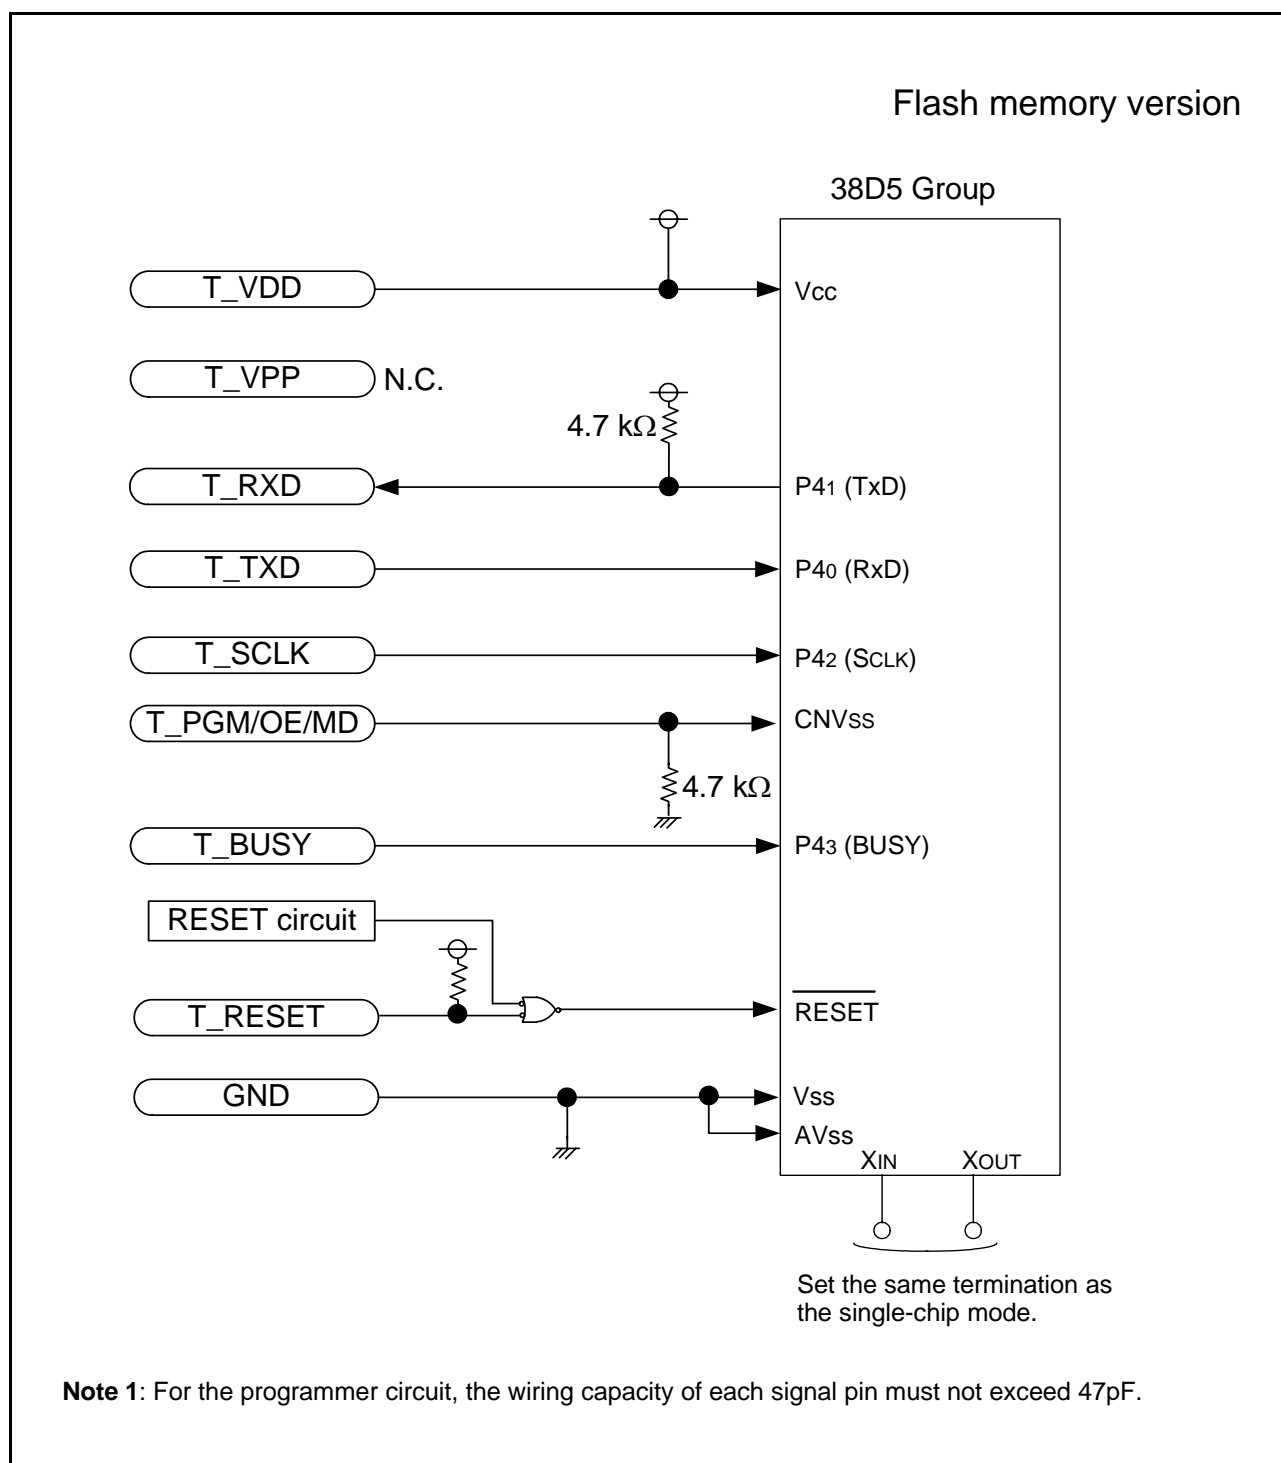 Flash memory version
38D5 Group
T_VDD
Vcc
T_VPP
N.C.
4.7 kΩ
T_RXD
P41 (TxD)
T_TXD
P40 (RxD)
T_SCLK
P42 (SCLK)
T_PGM/OE/MD
CNVSS
4.7 kΩ
T_BUSY
P43 (BUSY)
RESET circuit
T_RESET
RESET
GND
Vss
AVss
XIN
XOUT
Set the same termination as
the single-chip mode.
Note 1: For the programmer circuit, the wiring capacity of each signal pin must not exceed 47pF.